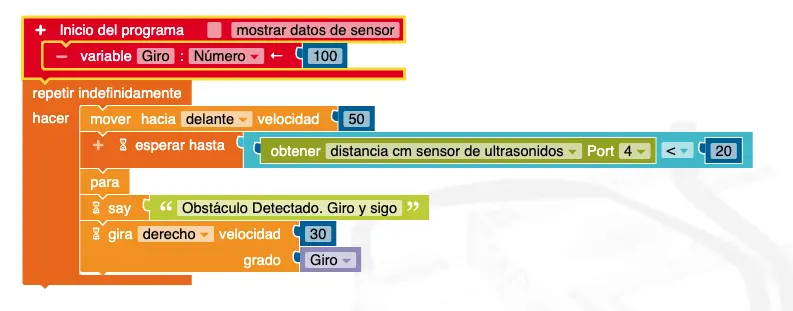 + Inicio del programa mostrar datos de sensor
− variable Giro : Número ← 100
repetir indefinidamente
hacer mover hacia delante velocidad 50
+ esperar hasta obtener distancia cm sensor de ultrasonidos Port 4 < 20
para
say “ Obstáculo Detectado. Giro y sigo ”
gira derecho velocidad 30
grado Giro